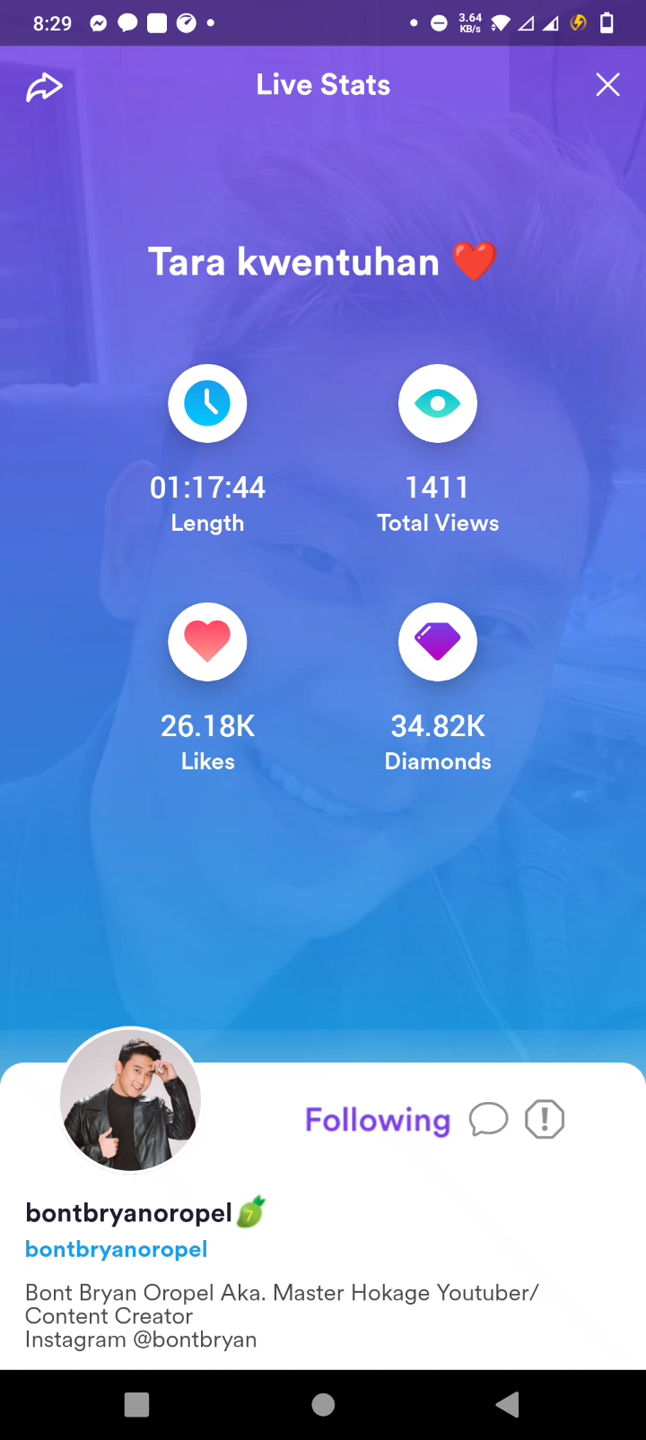 8:29
3.64
KB/s
Live Stats
Tara kwentuhan ❤️
01:17:44
Length
1411
Total Views
26.18K
Likes
34.82K
Diamonds
Following
bontbryanoropel
7
bontbryanoropel
Bont Bryan Oropel Aka. Master Hokage Youtuber/
Content Creator
Instagram @bontbryan